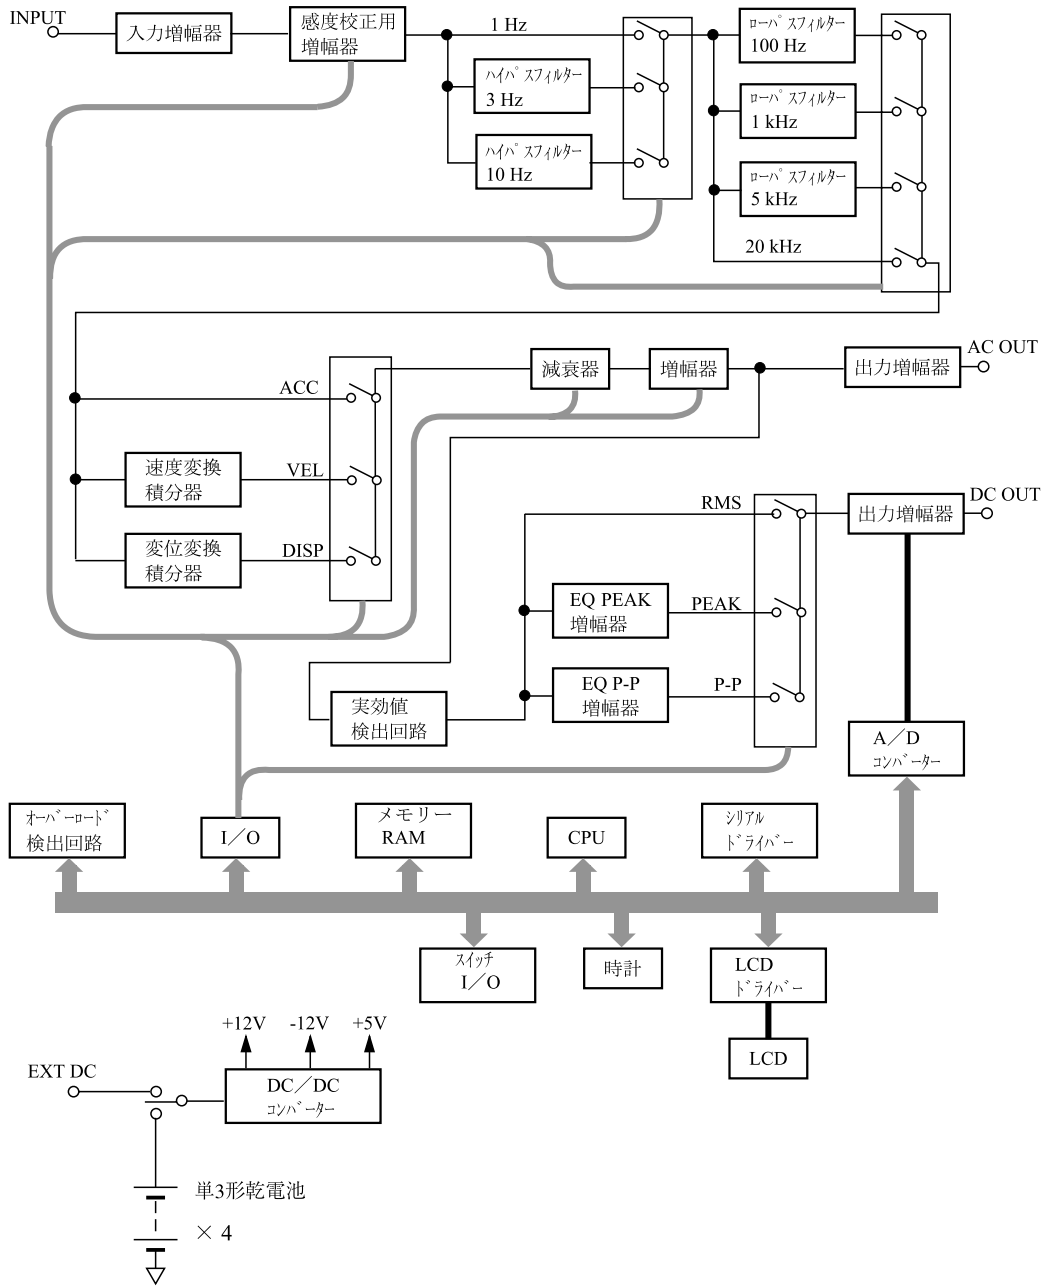 INPUT
入力増幅器
感度校正用
増幅器
1 Hz
ハイパスフィルター
3 Hz
ハイパスフィルター
10 Hz
ローパスフィルター
100 Hz
ローパスフィルター
1 kHz
ローパスフィルター
5 kHz
20 kHz
ACC
速度変換
積分器
VEL
変位変換
積分器
DISP
減衰器
増幅器
出力増幅器
AC OUT
RMS
出力増幅器
DC OUT
EQ PEAK
増幅器
PEAK
EQ P-P
増幅器
P-P
実効値
検出回路
A/D
コンバーター
オーバーロード
検出回路
I/O
メモリー
RAM
CPU
シリアル
ドライバー
スイッチ
I/O
時計
LCD
ドライバー
LCD
+12V
-12V
+5V
EXT DC
DC/DC
コンバーター
単3形乾電池
× 4